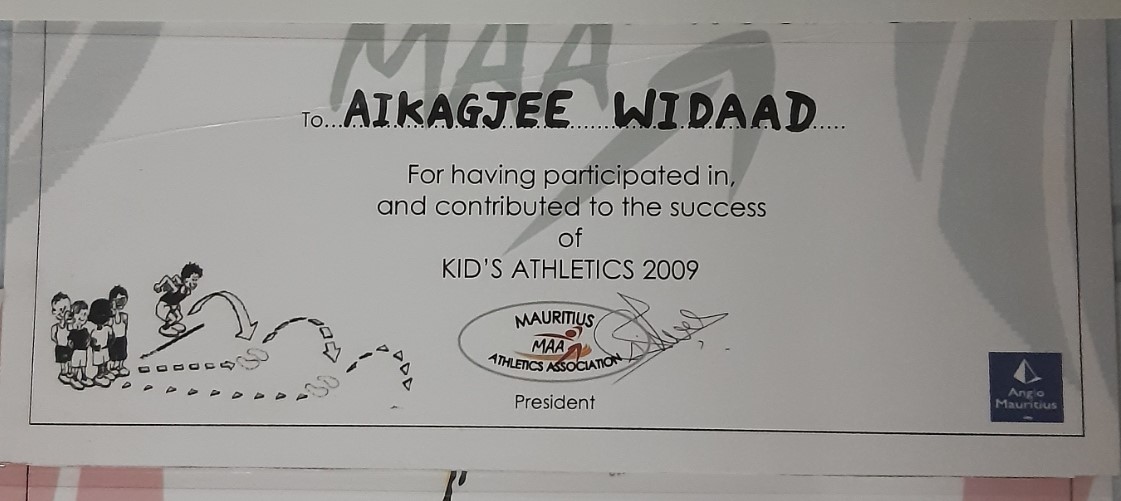 MAA
To...AIKAGJEE WIDAAD
For having participated in,
and contributed to the success
of
KID'S ATHLETICS 2009
MAURITIUS
MAA
ATHLETICS ASSOCIATION
President
Anglo
Mauritius